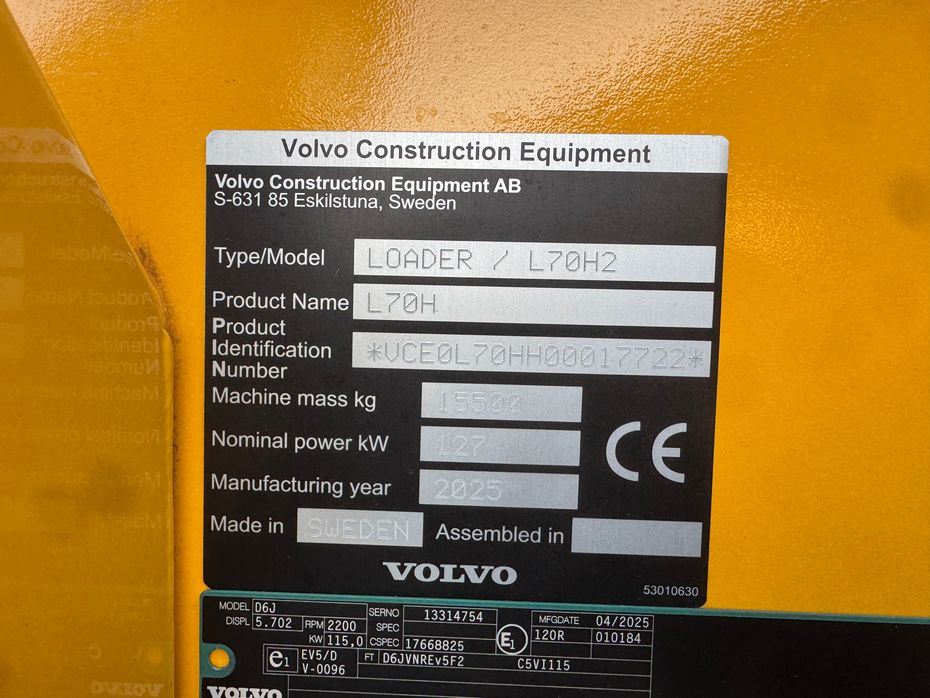 Volvo Construction Equipment
Volvo Construction Equipment AB
S-631 85 Eskilstuna, Sweden
Type/Model LOADER / L70H2
Product Name L70H
Product
Identification *VCE0L70HH00017722*
Number
Machine mass kg 15500
Nominal power kW 127
Manufacturing year 2025
Made in SWEDEN Assembled in
CE
VOLVO
53010630
MODEL D6J SERNO 13314754 MFGDATE 04/2025
DISPL 5.702 RPM 2200 SPEC E1 120R 010184
KW 115,0 CSPEC 17668825
e1 EV5/D FT D6JVNREv5F2 C5VI115
V-0096
VOLVO